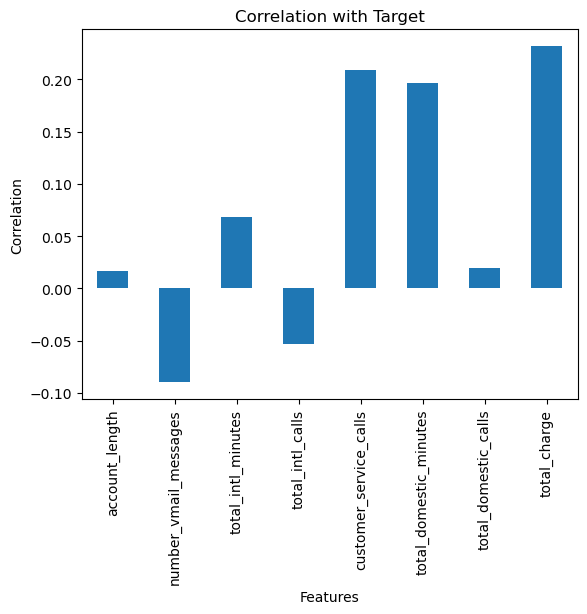 Correlation with Target
Correlation
0.20
0.15
0.10
0.05
0.00
−0.05
−0.10
account_length
number_vmail_messages
total_intl_minutes
total_intl_calls
customer_service_calls
total_domestic_minutes
total_domestic_calls
total_charge
Features